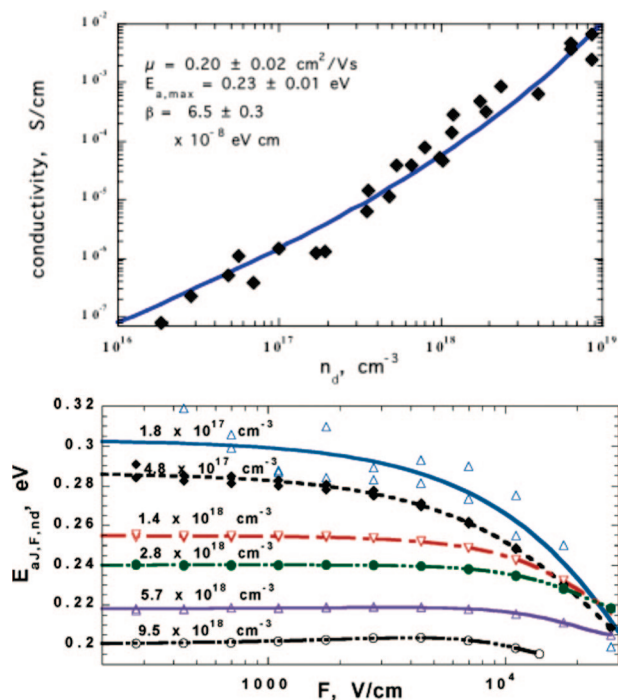 10⁻²
μ = 0.20 ± 0.02 cm²/Vs
E a,max = 0.23 ± 0.01 eV
10⁻³
β = 6.5 ± 0.3
x 10⁻⁸ eV cm
10⁻⁴
10⁻⁵
10⁻⁶
10⁻⁷
conductivity, S/cm
10¹⁶ 10¹⁷ 10¹⁸ 10¹⁹
n_d, cm⁻³
0.32
1.8 x 10¹⁷ cm⁻³
0.3
4.8 x 10¹⁷ cm⁻³
0.28
0.26
1.4 x 10¹⁸ cm⁻³
0.24
2.8 x 10¹⁸ cm⁻³
0.22
5.7 x 10¹⁸ cm⁻³
9.5 x 10¹⁸ cm⁻³
0.2
E aJ,F,nd, eV
1000 10⁴
F, V/cm